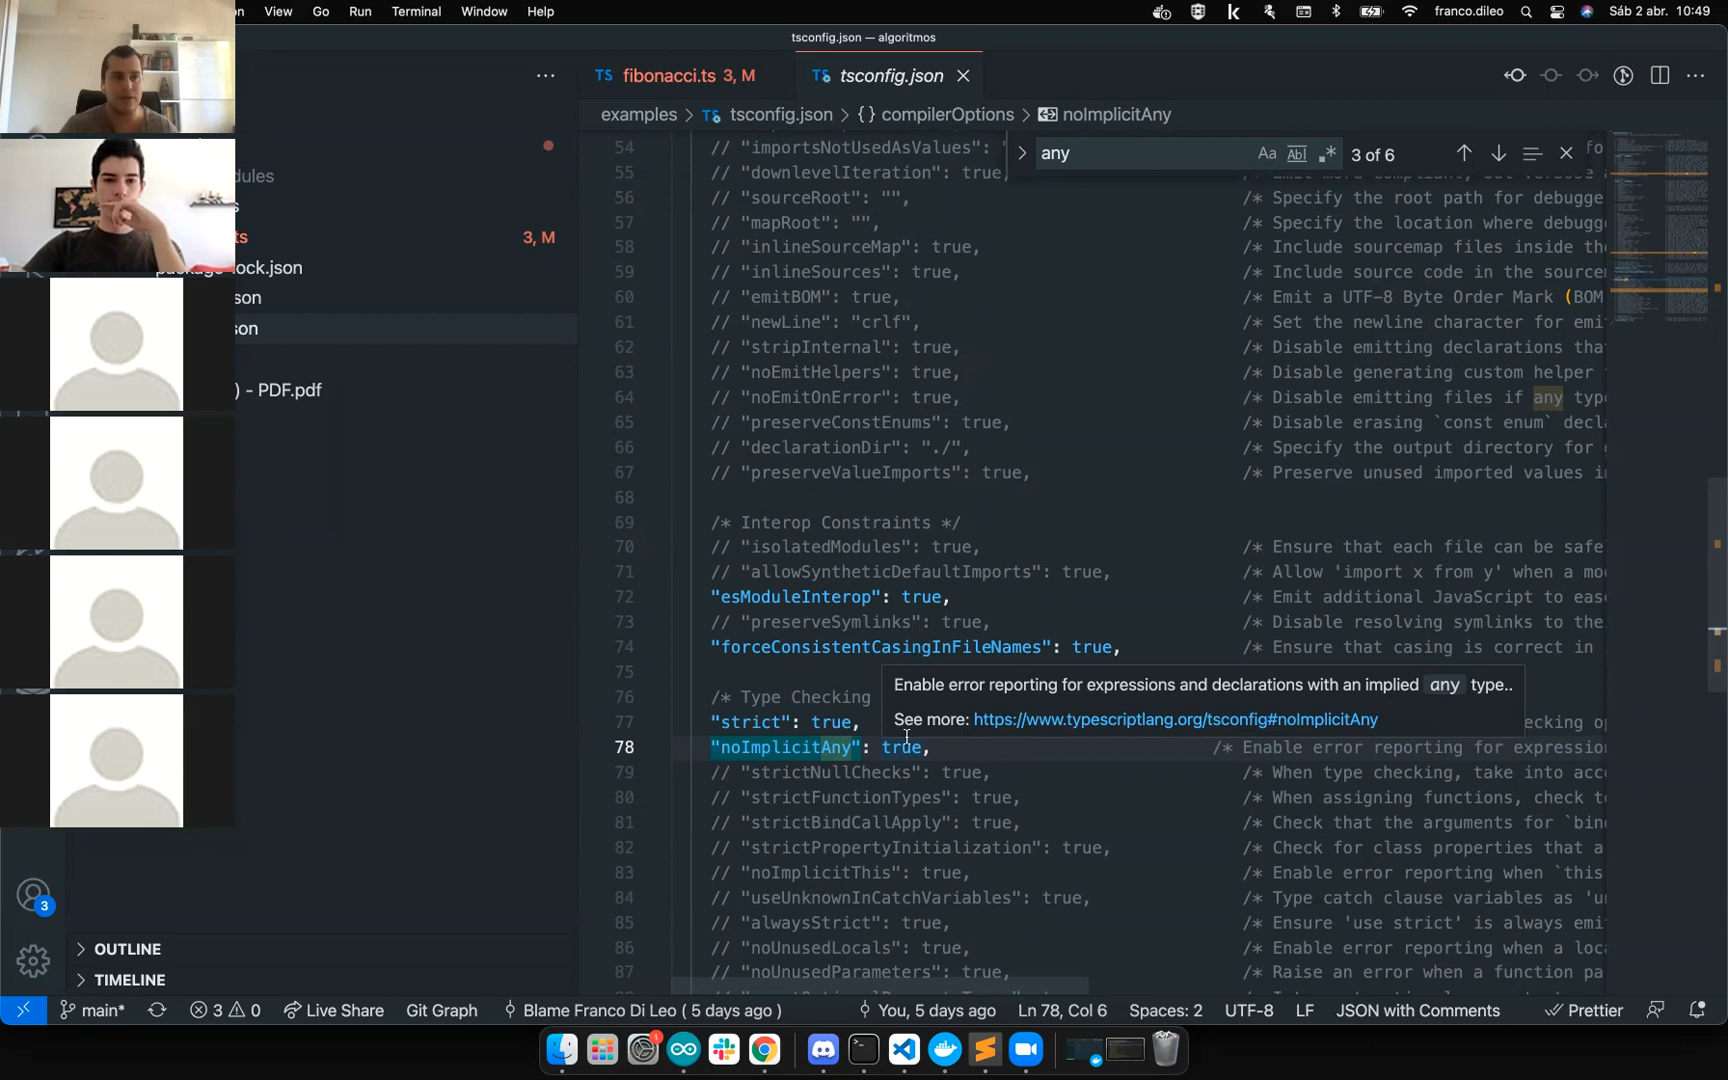 on View Go Run Terminal Window Help
franco.dileo Sáb 2 abr. 10:49
tsconfig.json — algoritmos
TS fibonacci.ts 3, M
TS tsconfig.json
examples > TS tsconfig.json > {} compilerOptions > noImplicitAny
any Aa Abl .* 3 of 6
dules
s
ts 3, M
package-lock.json
son
son
) - PDF.pdf
54 // "importsNotUsedAsValues": "
55 // "downlevelIteration": true,
56 // "sourceRoot": "", /* Specify the root path for debugge
57 // "mapRoot": "", /* Specify the location where debugg
58 // "inlineSourceMap": true, /* Include sourcemap files inside the
59 // "inlineSources": true, /* Include source code in the sourcem
60 // "emitBOM": true, /* Emit a UTF-8 Byte Order Mark (BOM
61 // "newLine": "crlf", /* Set the newline character for emi
62 // "stripInternal": true, /* Disable emitting declarations tha
63 // "noEmitHelpers": true, /* Disable generating custom helper
64 // "noEmitOnError": true, /* Disable emitting files if any typ
65 // "preserveConstEnums": true, /* Disable erasing `const enum` decl
66 // "declarationDir": "./", /* Specify the output directory for
67 // "preserveValueImports": true, /* Preserve unused imported values i
68
69 /* Interop Constraints */
70 // "isolatedModules": true, /* Ensure that each file can be safe
71 // "allowSyntheticDefaultImports": true, /* Allow 'import x from y' when a mo
72 "esModuleInterop": true, /* Emit additional JavaScript to eas
73 // "preserveSymlinks": true, /* Disable resolving symlinks to the
74 "forceConsistentCasingInFileNames": true, /* Ensure that casing is correct in
75
Enable error reporting for expressions and declarations with an implied any type..
See more: https://www.typescriptlang.org/tsconfig#noImplicitAny
76 /* Type Checking
77 "strict": true, ecking op
78 "noImplicitAny": true, /* Enable error reporting for expressio
79 // "strictNullChecks": true, /* When type checking, take into acc
80 // "strictFunctionTypes": true, /* When assigning functions, check t
81 // "strictBindCallApply": true, /* Check that the arguments for `bin
82 // "strictPropertyInitialization": true, /* Check for class properties that a
83 // "noImplicitThis": true, /* Enable error reporting when `this
84 // "useUnknownInCatchVariables": true, /* Type catch clause variables as 'u
85 // "alwaysStrict": true, /* Ensure 'use strict' is always emi
86 // "noUnusedLocals": true, /* Enable error reporting when a loca
87 // "noUnusedParameters": true, /* Raise an error when a function pa
3
OUTLINE
TIMELINE
main* 3 0 Live Share Git Graph Blame Franco Di Leo ( 5 days ago ) You, 5 days ago Ln 78, Col 6 Spaces: 2 UTF-8 LF JSON with Comments Prettier
1